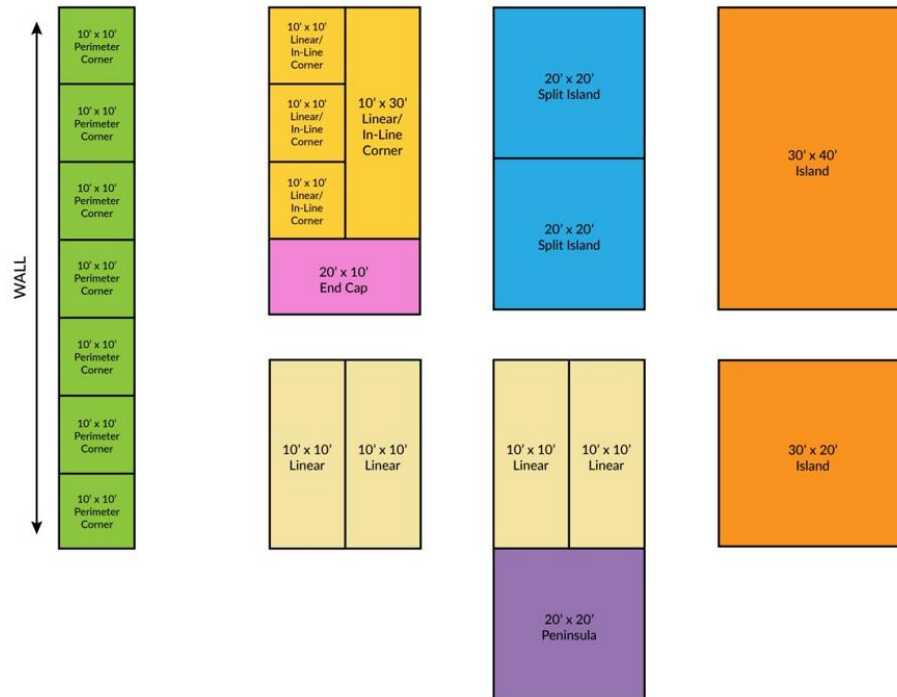 WALL
10' x 10'
Perimeter
Corner
10' x 10'
Perimeter
Corner
10' x 10'
Perimeter
Corner
10' x 10'
Perimeter
Corner
10' x 10'
Perimeter
Corner
10' x 10'
Perimeter
Corner
10' x 10'
Perimeter
Corner
10' x 10'
Linear/
In-Line
Corner
10' x 10'
Linear/
In-Line
Corner
10' x 10'
Linear/
In-Line
Corner
10' x 30'
Linear/
In-Line
Corner
20' x 10'
End Cap
10' x 10'
Linear
10' x 10'
Linear
20' x 20'
Split Island
20' x 20'
Split Island
10' x 10'
Linear
10' x 10'
Linear
20' x 20'
Peninsula
30' x 40'
Island
30' x 20'
Island